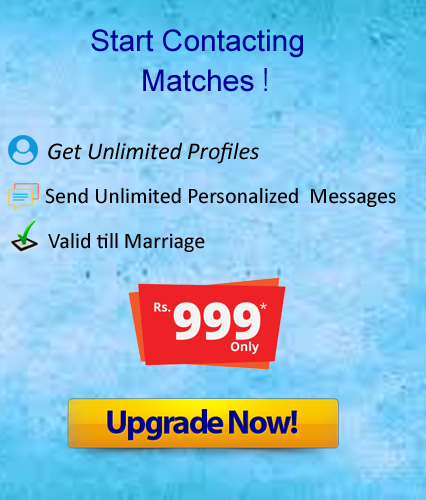 Start Contacting
Matches !
Get Unlimited Profiles
Send Unlimited Personalized Messages
Valid till Marriage
Rs. 999*
Only
Upgrade Now!